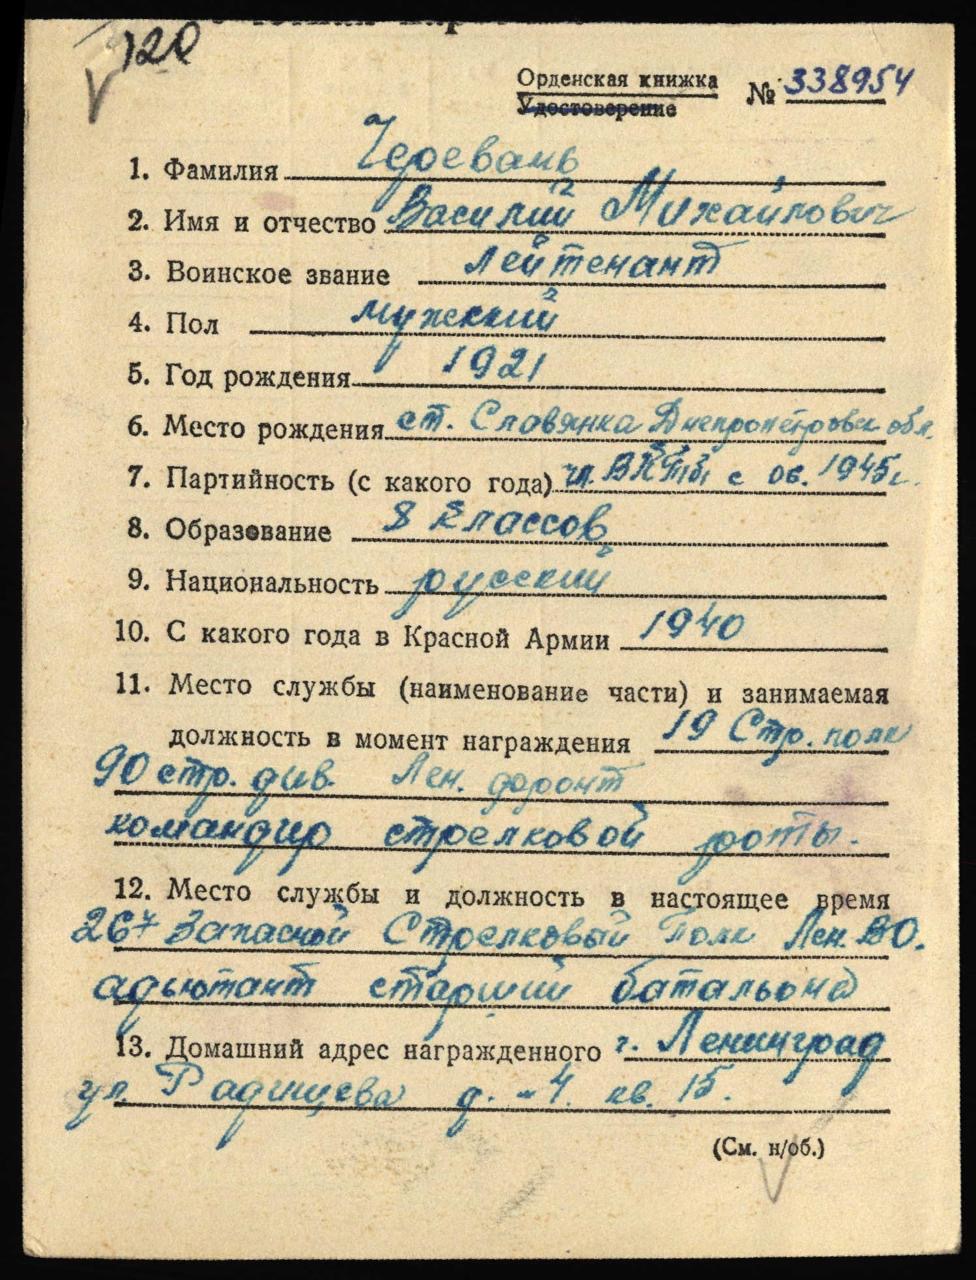 120
Орденская книжка № 338954
Удостоверение
1. Фамилия Черевань
2. Имя и отчество Василий Михайлович
3. Воинское звание лейтенант
4. Пол мужской
5. Год рождения 1921
6. Место рождения ст. Славянка Днепропетровск обл.
7. Партийность (с какого года) чл. ВКПб с 06. 1945 г.
8. Образование 8 классов
9. Национальность русский
10. С какого года в Красной Армии 1940
11. Место службы (наименование части) и занимаемая
должность в момент награждения 19 Стр. полк
90 стр. див. Лен. фронт
командир стрелковой роты.
12. Место службы и должность в настоящее время
267 Запасной Стрелковый Полк Лен. ВО.
адьютант старший батальона
13. Домашний адрес награжденного г. Ленинград
ул. д. 4. кв. 15.
(См. н/об.)